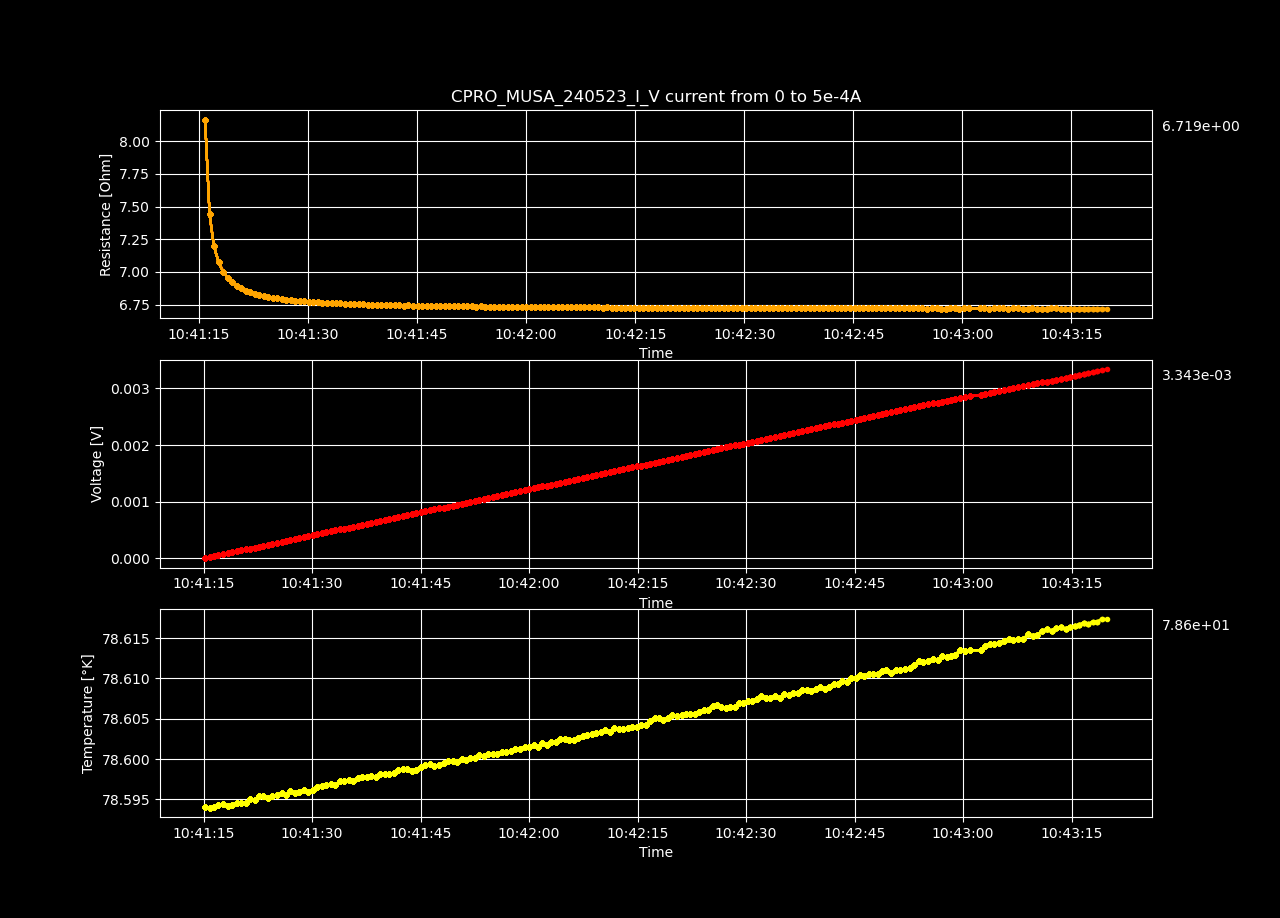 CPRO_MUSA_240523_I_V current from 0 to 5e-4A
6.719e+00
Resistance [Ohm]
8.00
7.75
7.50
7.25
7.00
6.75
10:41:15 10:41:30 10:41:45 10:42:00 10:42:15 10:42:30 10:42:45 10:43:00 10:43:15
Time
3.343e-03
Voltage [V]
0.003
0.002
0.001
0.000
10:41:15 10:41:30 10:41:45 10:42:00 10:42:15 10:42:30 10:42:45 10:43:00 10:43:15
Time
7.86e+01
Temperature [°K]
78.615
78.610
78.605
78.600
78.595
10:41:15 10:41:30 10:41:45 10:42:00 10:42:15 10:42:30 10:42:45 10:43:00 10:43:15
Time